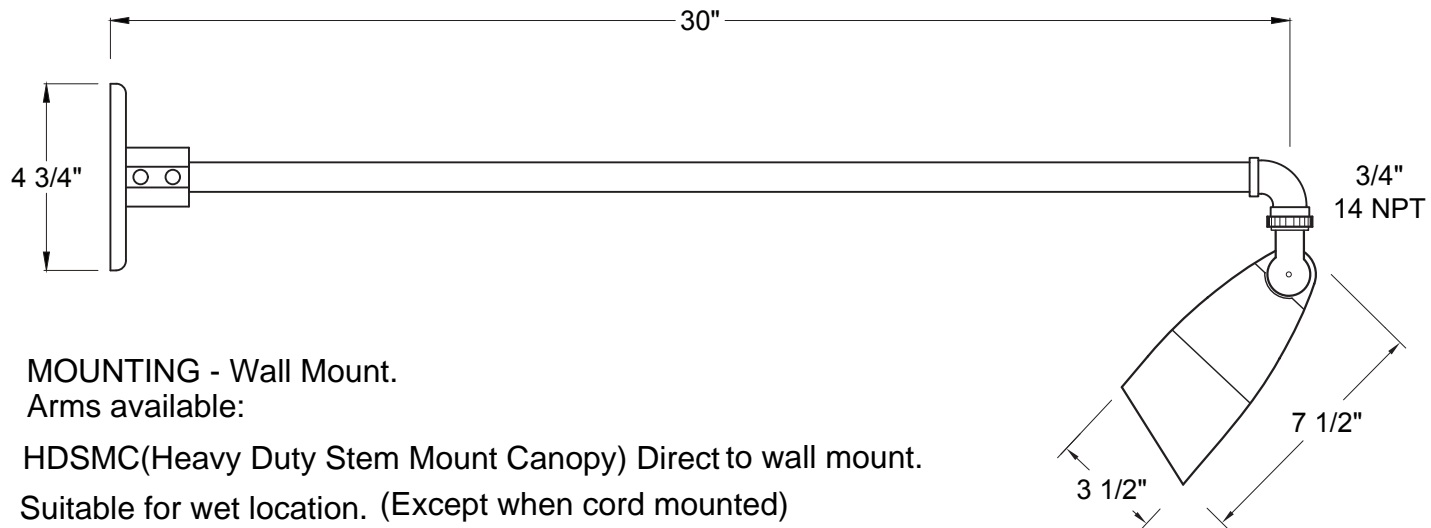 30"
4 3/4"
3/4"
14 NPT
7 1/2"
3 1/2"
MOUNTING - Wall Mount.
Arms available:
HDSMC(Heavy Duty Stem Mount Canopy) Direct to wall mount.
Suitable for wet location. (Except when cord mounted)